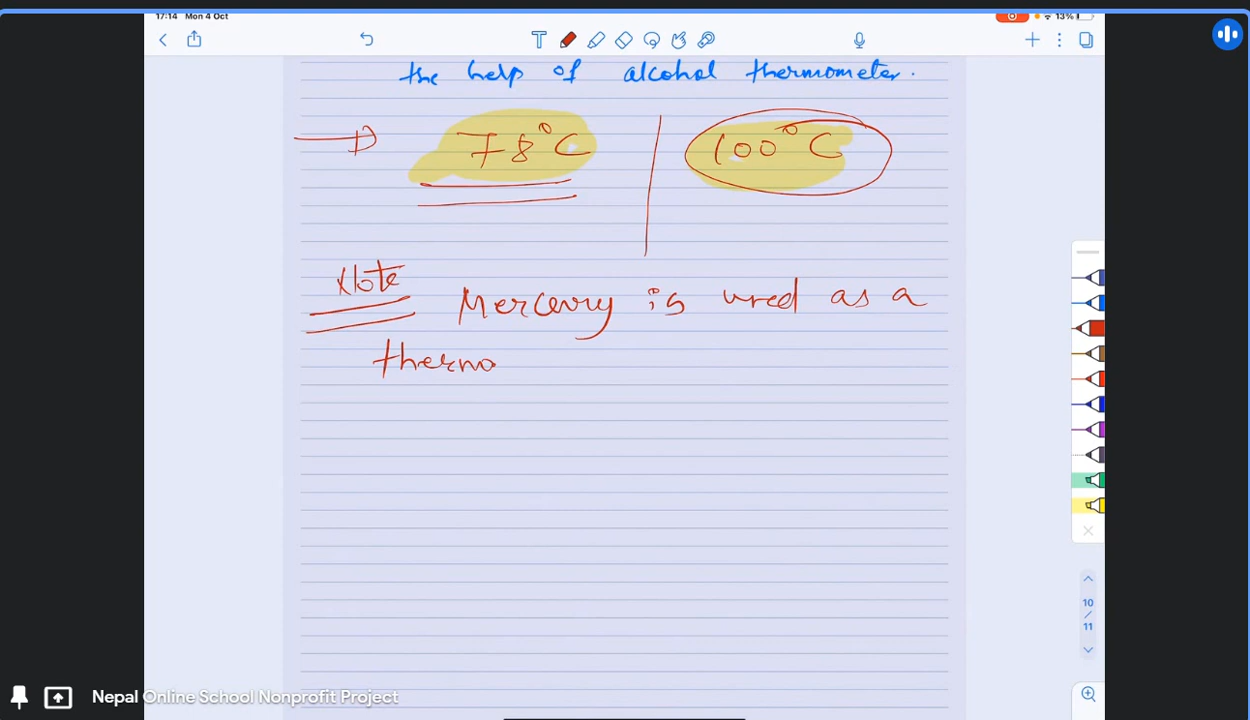 17:14 Mon 4 Oct
13%
T
the help of alcohol thermometer.
78°C 100°C
Note Mercury is used as a
thermo
10
/
11
Nepal Online School Nonprofit Project